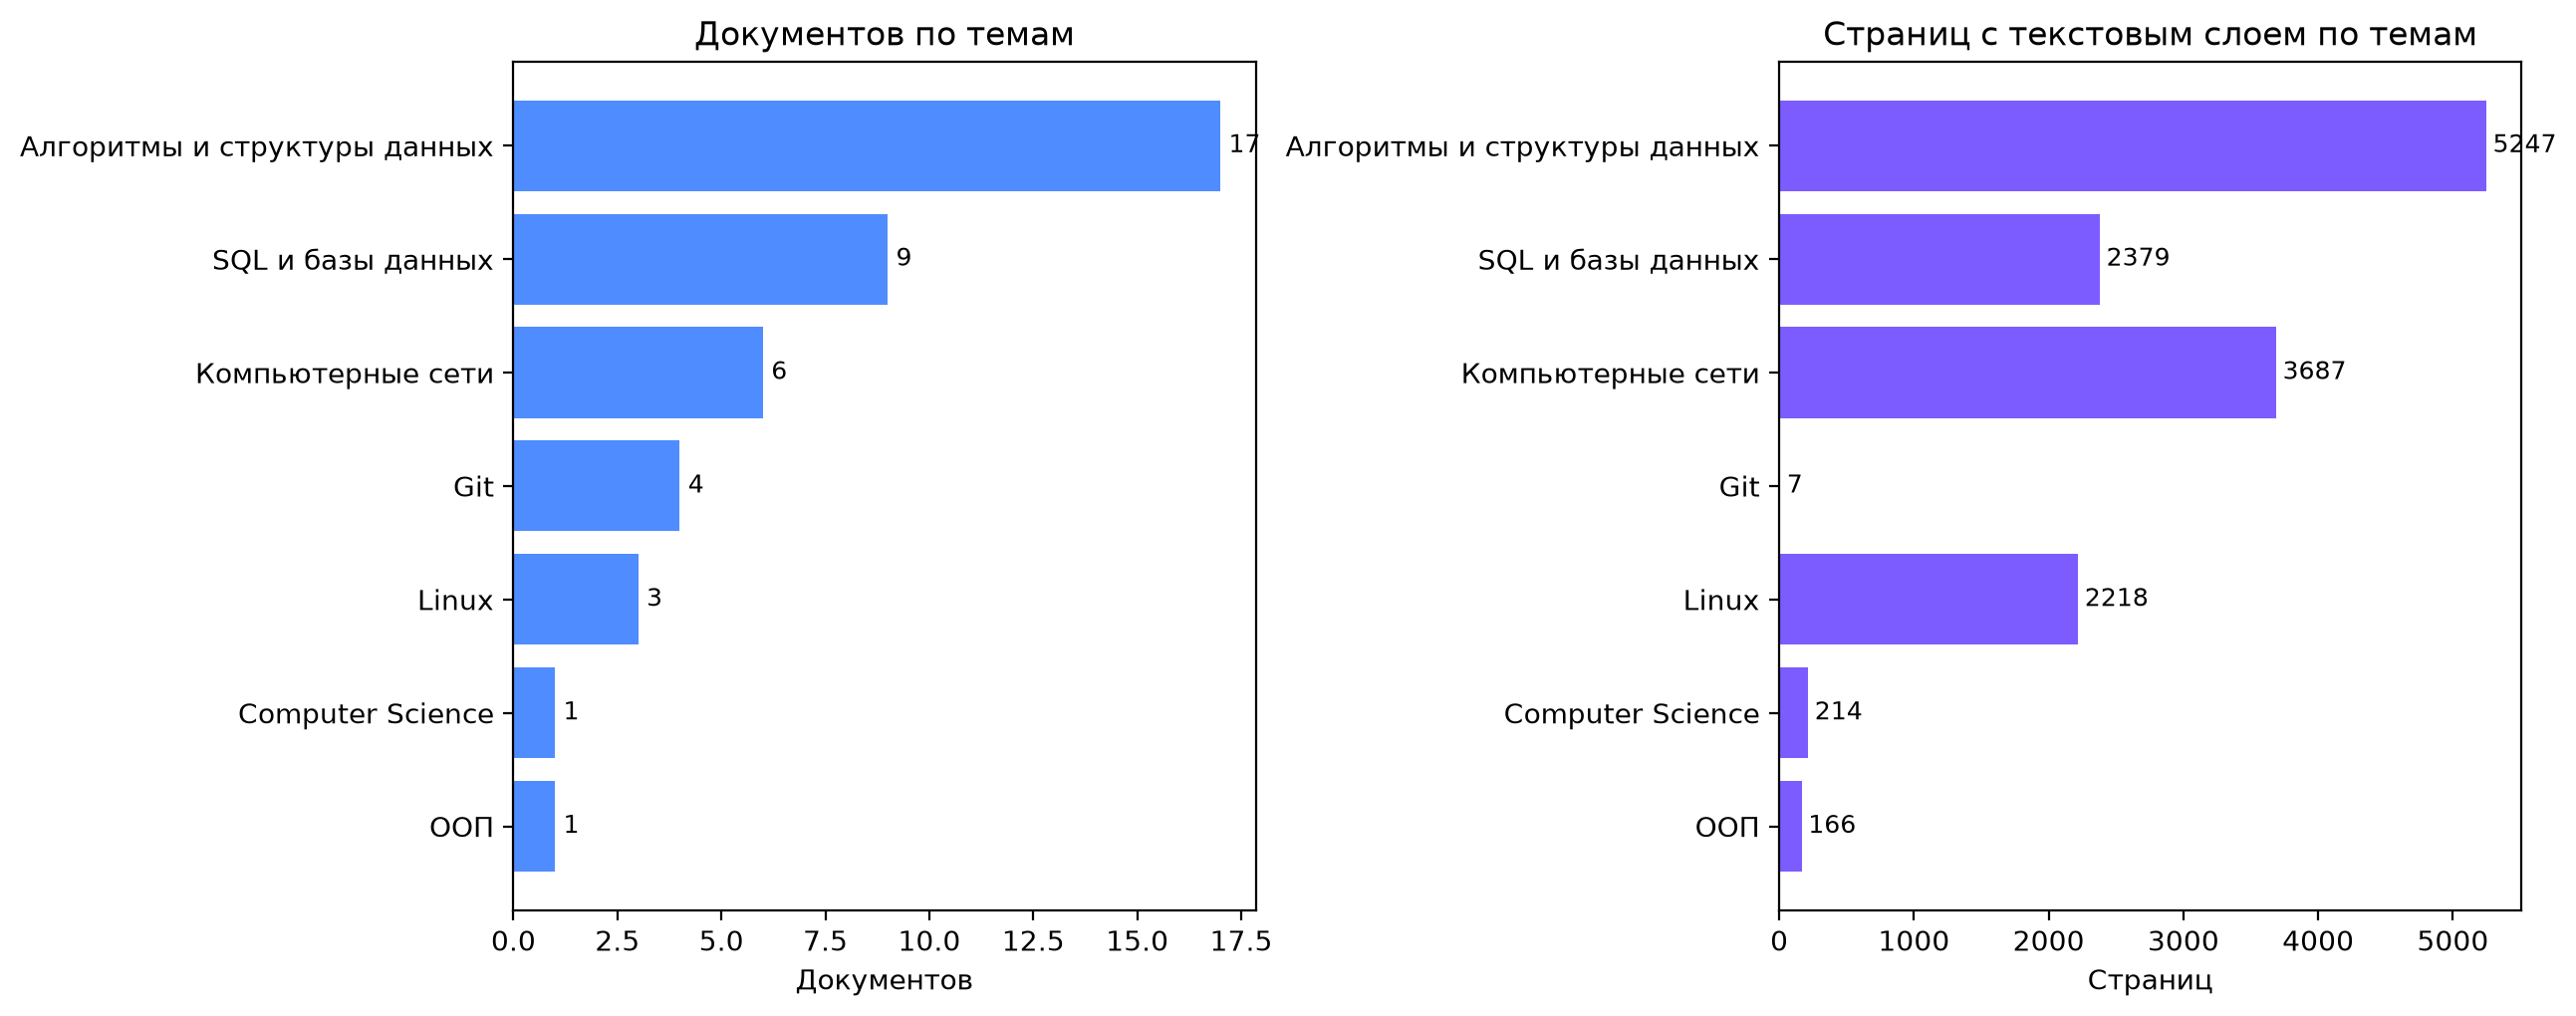 Документов по темам
Алгоритмы и структуры данных 17
SQL и базы данных 9
Компьютерные сети 6
Git 4
Linux 3
Computer Science 1
ООП 1
0.0 2.5 5.0 7.5 10.0 12.5 15.0 17.5
Документов
Страниц с текстовым слоем по темам
Алгоритмы и структуры данных 5247
SQL и базы данных 2379
Компьютерные сети 3687
Git 7
Linux 2218
Computer Science 214
ООП 166
0 1000 2000 3000 4000 5000
Страниц